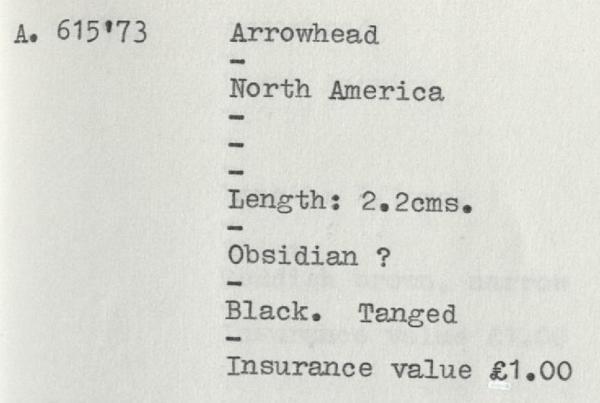 A. 615'73 Arrowhead
-
North America
-
-
-
Length: 2.2cms.
-
Obsidian ?
-
Black. Tanged
-
Insurance value £1.00